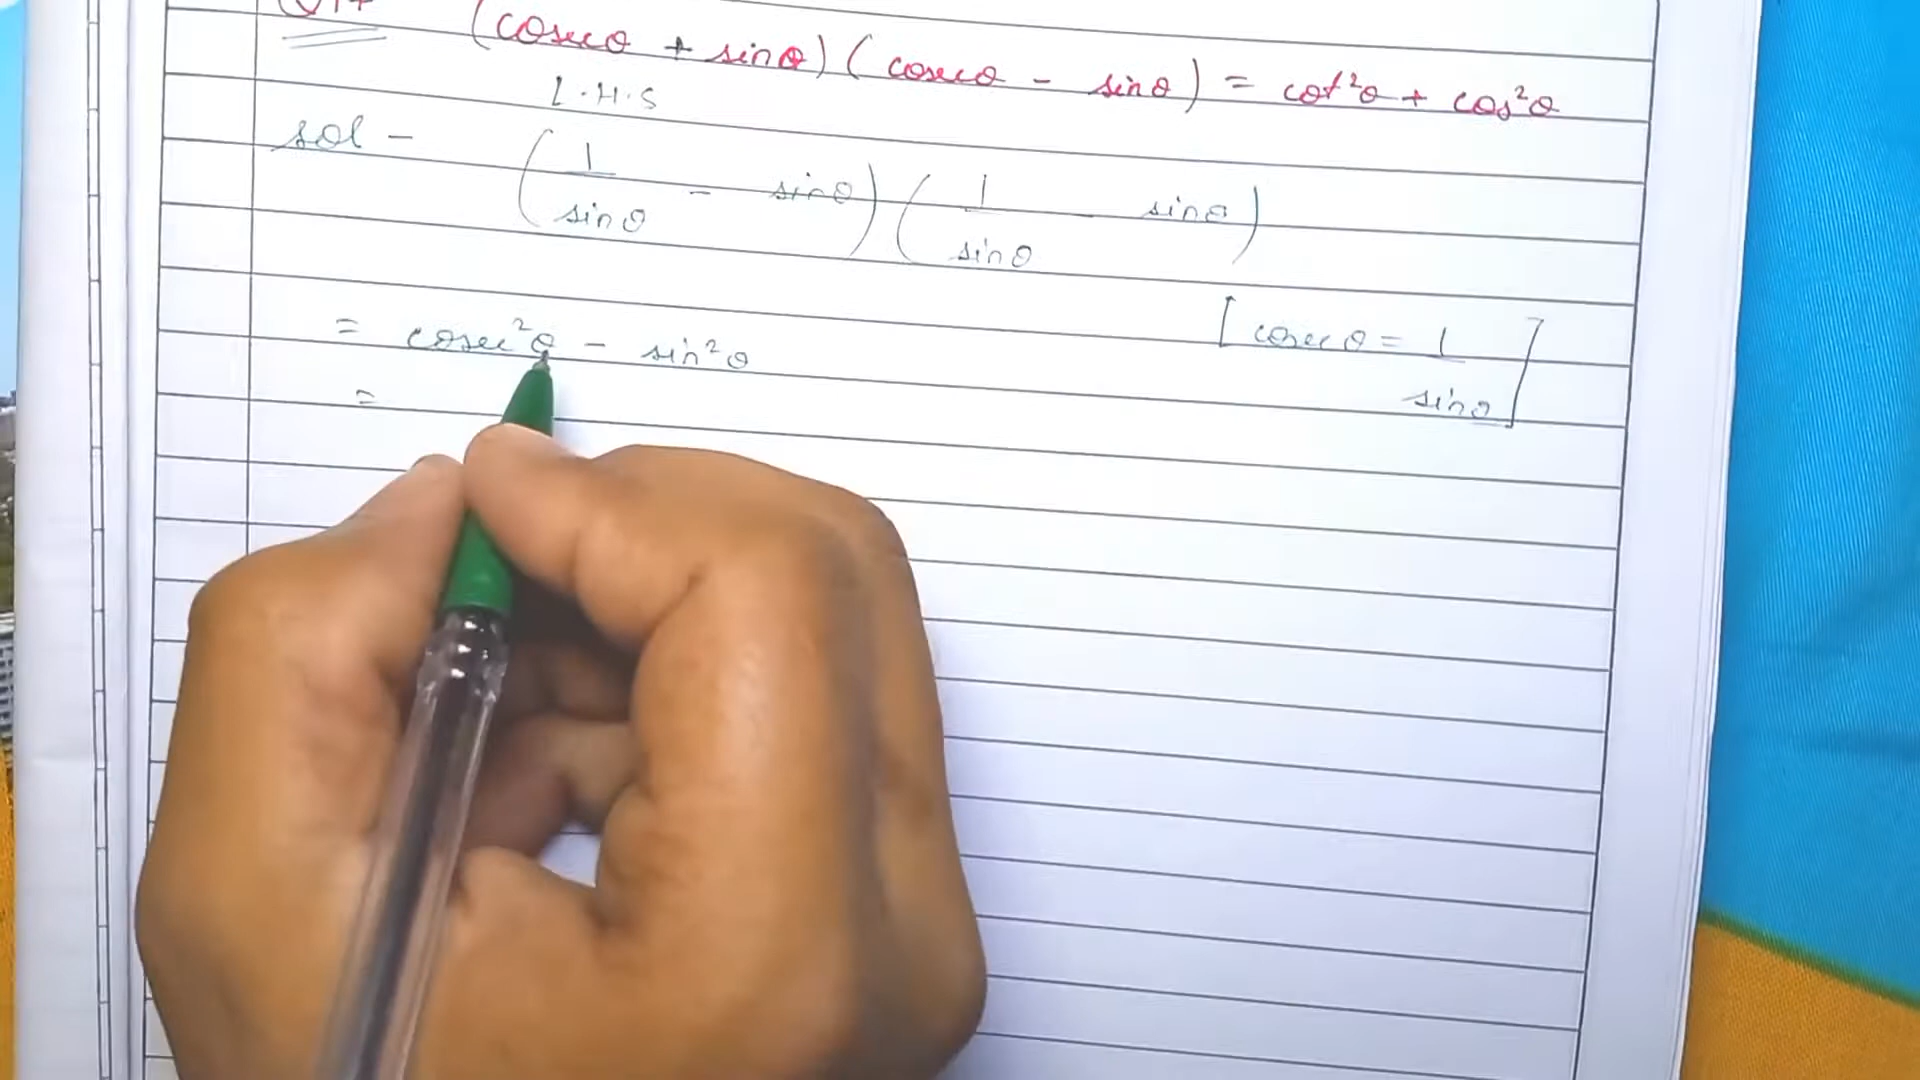 (cosecθ + sinθ) (cosecθ - sinθ) = cot²θ + cos²θ
L.H.S
sol - (1/sinθ - sinθ) (1/sinθ sinθ)
= cosec²θ - sin²θ [cosecθ = 1/sinθ]
=